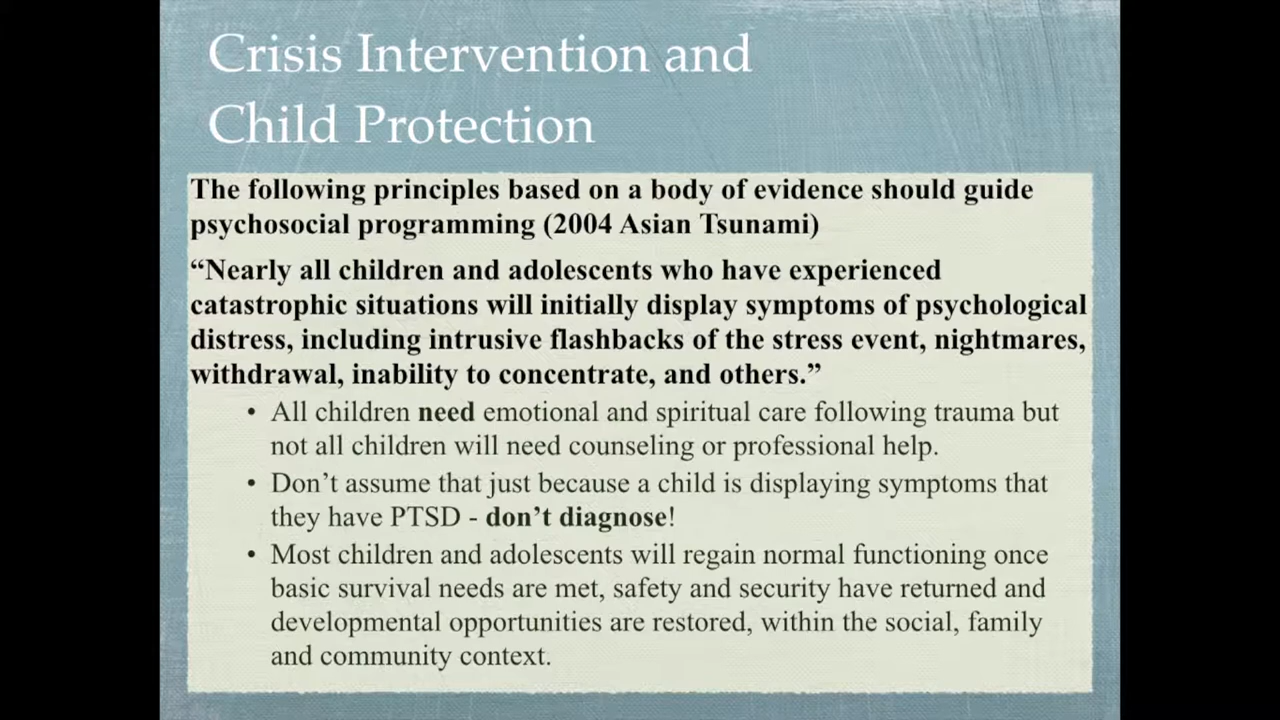 Crisis Intervention and
Child Protection
The following principles based on a body of evidence should guide
psychosocial programming (2004 Asian Tsunami)
“Nearly all children and adolescents who have experienced
catastrophic situations will initially display symptoms of psychological
distress, including intrusive flashbacks of the stress event, nightmares,
withdrawal, inability to concentrate, and others.”
• All children need emotional and spiritual care following trauma but
not all children will need counseling or professional help.
• Don’t assume that just because a child is displaying symptoms that
they have PTSD - don’t diagnose!
• Most children and adolescents will regain normal functioning once
basic survival needs are met, safety and security have returned and
developmental opportunities are restored, within the social, family
and community context.